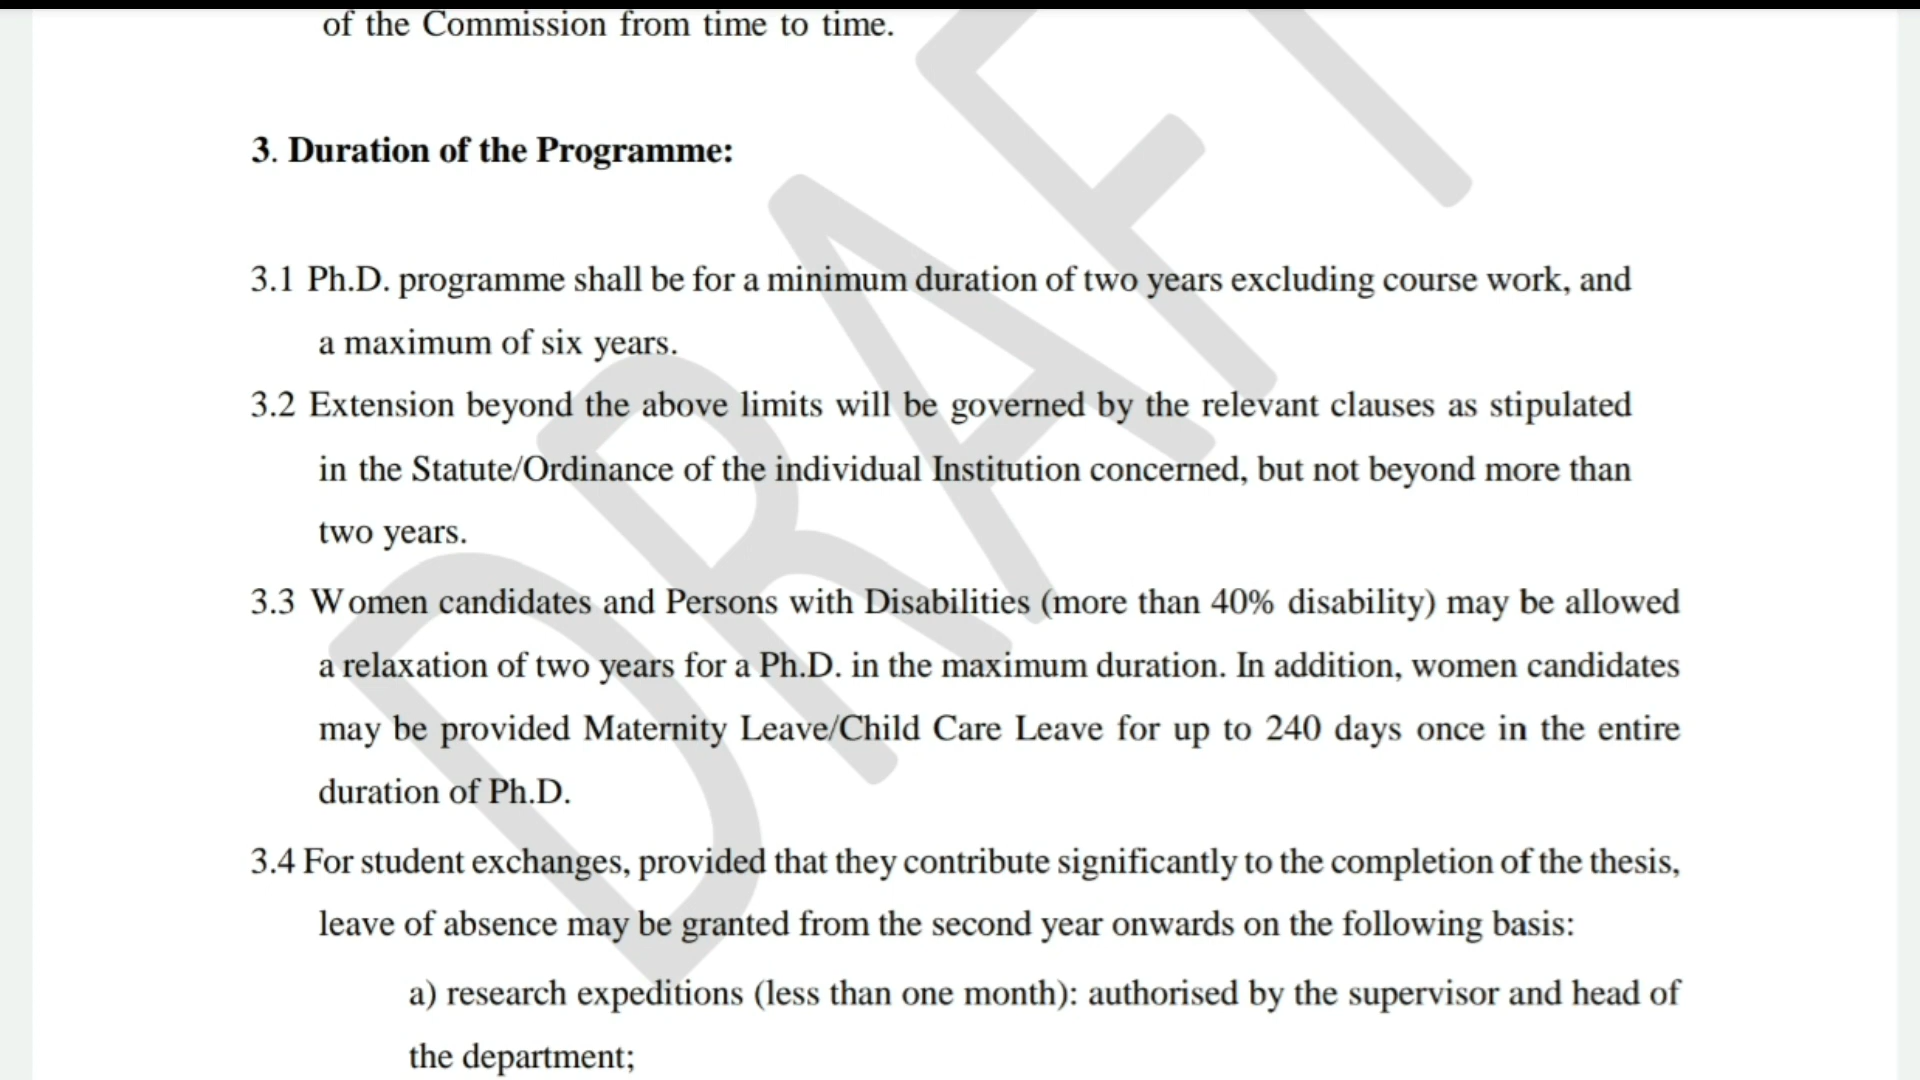 of the Commission from time to time.
3. Duration of the Programme:
3.1 Ph.D. programme shall be for a minimum duration of two years excluding course work, and
a maximum of six years.
3.2 Extension beyond the above limits will be governed by the relevant clauses as stipulated
in the Statute/Ordinance of the individual Institution concerned, but not beyond more than
two years.
3.3 Women candidates and Persons with Disabilities (more than 40% disability) may be allowed
a relaxation of two years for a Ph.D. in the maximum duration. In addition, women candidates
may be provided Maternity Leave/Child Care Leave for up to 240 days once in the entire
duration of Ph.D.
3.4 For student exchanges, provided that they contribute significantly to the completion of the thesis,
leave of absence may be granted from the second year onwards on the following basis:
a) research expeditions (less than one month): authorised by the supervisor and head of
the department;
DRAFT